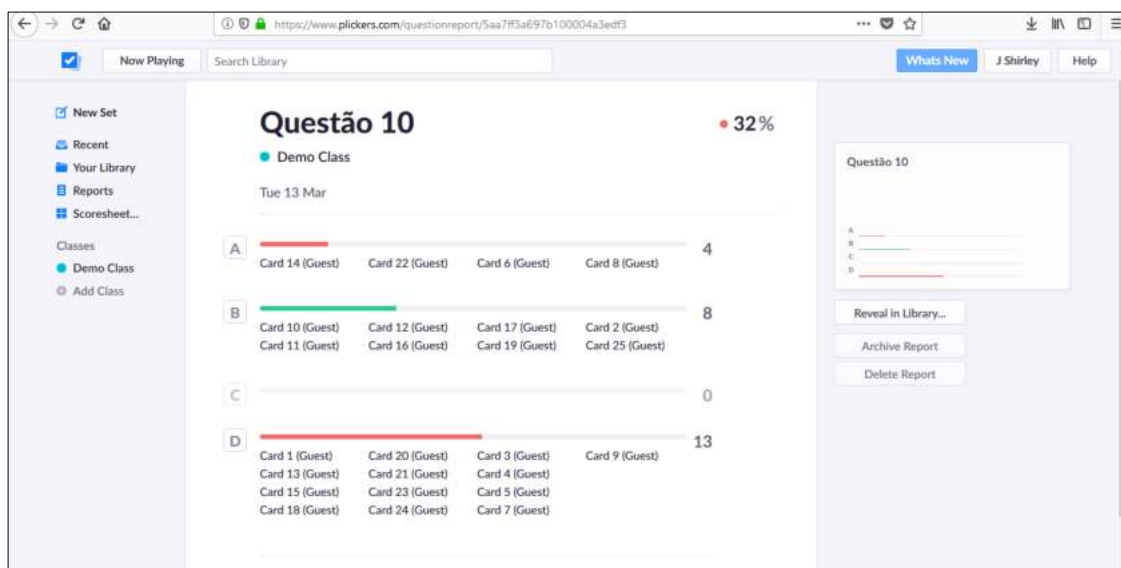 https://www.plickers.com/questionreport/5aa7ff3a697b100004a3edf3
Now Playing
Search Library
Whats New
J Shirley
Help
New Set
Recent
Your Library
Reports
Scoresheet...
Classes
Demo Class
Add Class
Questão 10
32%
Demo Class
Tue 13 Mar
A
4
Card 14 (Guest) Card 22 (Guest) Card 6 (Guest) Card 8 (Guest)
B
8
Card 10 (Guest) Card 12 (Guest) Card 17 (Guest) Card 2 (Guest)
Card 11 (Guest) Card 16 (Guest) Card 19 (Guest) Card 25 (Guest)
C
0
D
13
Card 1 (Guest) Card 20 (Guest) Card 3 (Guest) Card 9 (Guest)
Card 13 (Guest) Card 21 (Guest) Card 4 (Guest)
Card 15 (Guest) Card 23 (Guest) Card 5 (Guest)
Card 18 (Guest) Card 24 (Guest) Card 7 (Guest)
Questão 10
A
B
C
D
Reveal in Library...
Archive Report
Delete Report